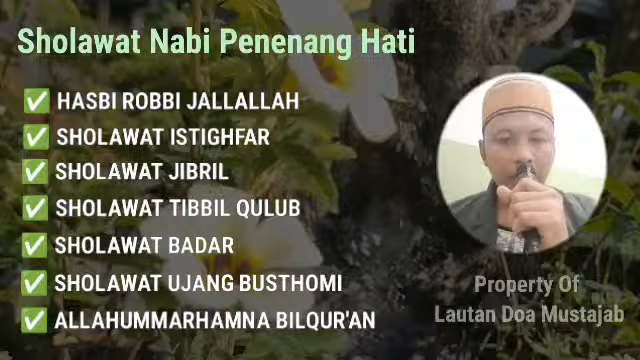 Sholawat Nabi Penenang Hati
✅ HASBI ROBBI JALLALLAH
✅ SHOLAWAT ISTIGHFAR
✅ SHOLAWAT JIBRIL
✅ SHOLAWAT TIBBIL QULUB
✅ SHOLAWAT BADAR
✅ SHOLAWAT UJANG BUSTHOMI
✅ ALLAHUMMARHAMNA BILQUR'AN
Property Of
Lautan Doa Mustajab